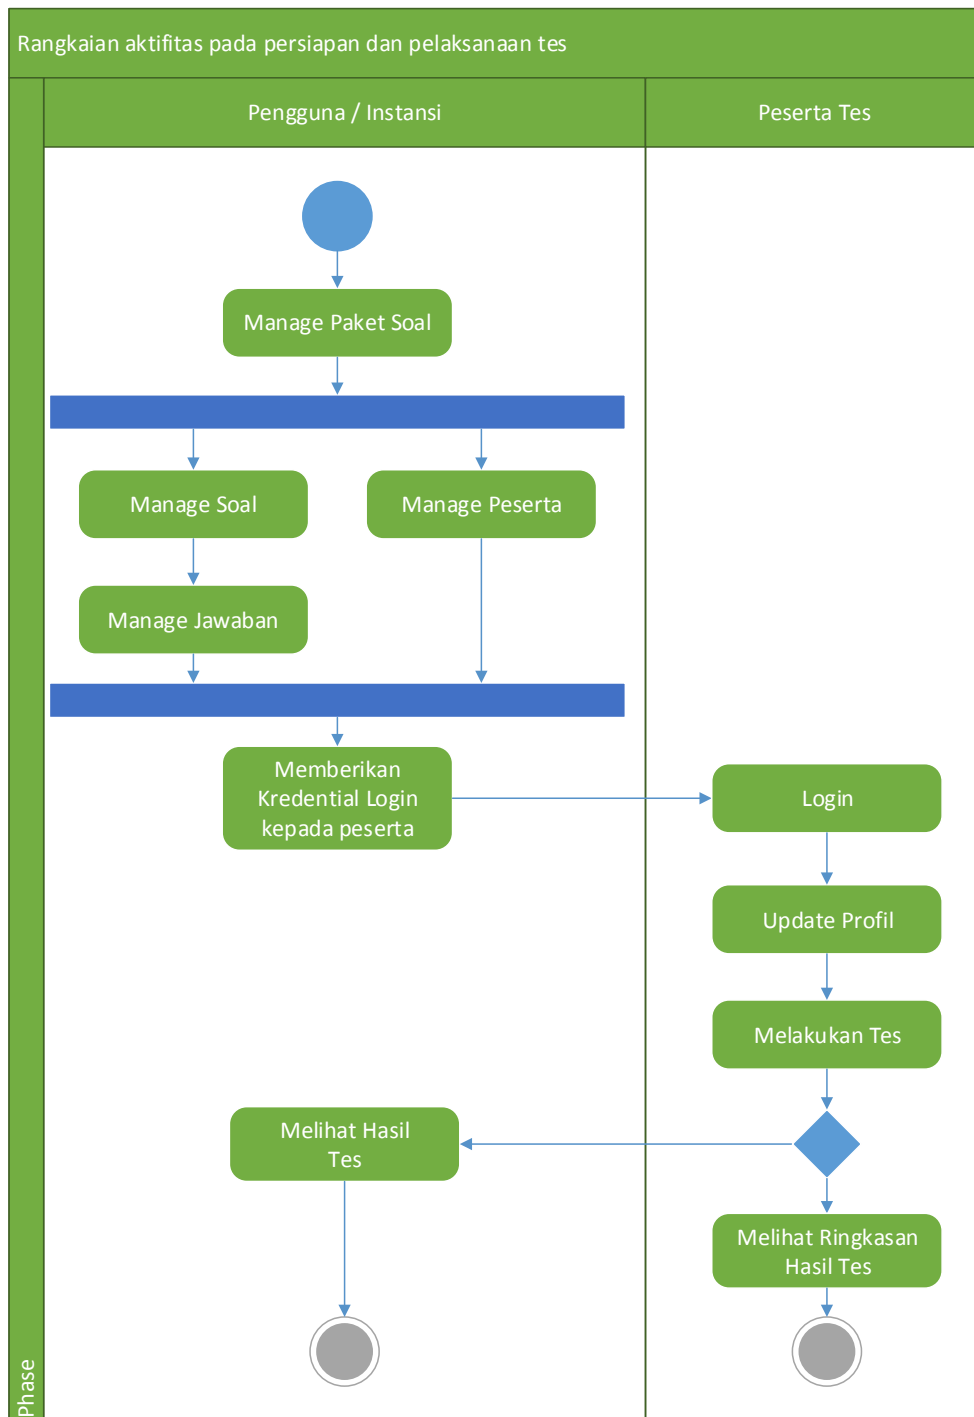 Rangkaian aktifitas pada persiapan dan pelaksanaan tes
Pengguna / Instansi
Peserta Tes
Manage Paket Soal
Manage Soal
Manage Peserta
Manage Jawaban
Memberikan
Kredential Login
kepada peserta
Login
Update Profil
Melakukan Tes
Melihat Hasil
Tes
Melihat Ringkasan
Hasil Tes
Phase